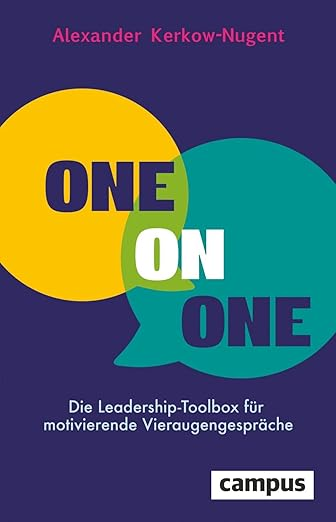 Alexander Kerkow-Nugent
ONE
ON
ONE
Die Leadership-Toolbox für
motivierende Vieraugengespräche
campus